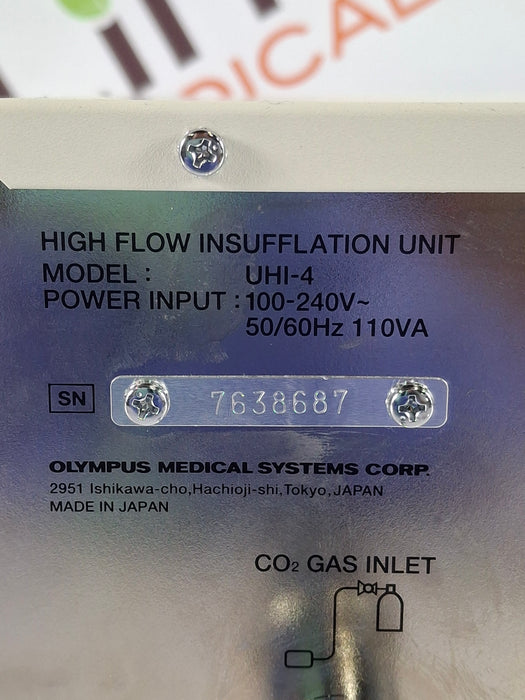 HIGH FLOW INSUFFLATION UNIT
MODEL : UHI-4
POWER INPUT : 100-240V~
50/60Hz 110VA
SN 7638687
OLYMPUS MEDICAL SYSTEMS CORP.
2951 Ishikawa-cho,Hachioji-shi,Tokyo,JAPAN
MADE IN JAPAN
CO₂ GAS INLET